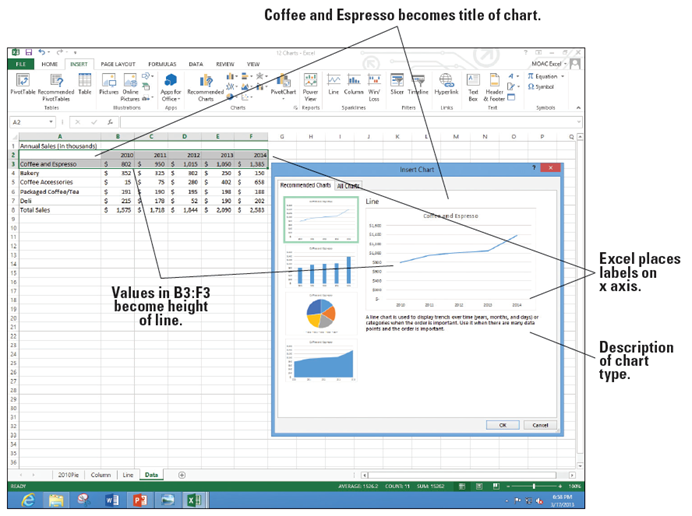 Coffee and Espresso becomes title of chart.
12 Charts - Excel
FILE HOME INSERT PAGE LAYOUT FORMULAS DATA REVIEW VIEW MOAC Excel
PivotTable Recommended PivotTables Table Pictures Online Pictures Apps for Office Recommended Charts PivotChart Power View Line Column Win/Loss Slicer Timeline Hyperlink Text Box Header & Footer Equation Symbol
Tables Illustrations Apps Charts Reports Sparklines Filters Links Text Symbols
A2
A B C D E F G H I J K L M N O P Q
1 Annual Sales (in thousands)
2 2010 2011 2012 2013 2014
3 Coffee and Espresso $ 802 $ 950 $ 1,015 $ 1,050 $ 1,385
4 Bakery $ 352 $ 325 $ 302 $ 250 $ 150
5 Coffee Accessories $ 15 $ 75 $ 280 $ 402 $ 658
6 Packaged Coffee/Tea $ 191 $ 190 $ 195 $ 198 $ 188
7 Deli $ 215 $ 178 $ 52 $ 190 $ 202
8 Total Sales $ 1,575 $ 1,718 $ 1,844 $ 2,090 $ 2,583
Insert Chart
Recommended Charts All Charts
Line
Coffee and Espresso
$1,600
$1,400
$1,200
$1,000
$800
$600
$400
$200
$-
2010 2011 2012 2013 2014
A line chart is used to display trends over time (years, months, and days) or
categories when the order is important. Use it when there are many data
points and the order is important.
OK Cancel
Values in B3:F3
become height
of line.
Excel places
labels on
x axis.
Description
of chart
type.
2010Pie Column Line Data
READY
COUNT: 11
100%
8:38 PM
3/17/2013